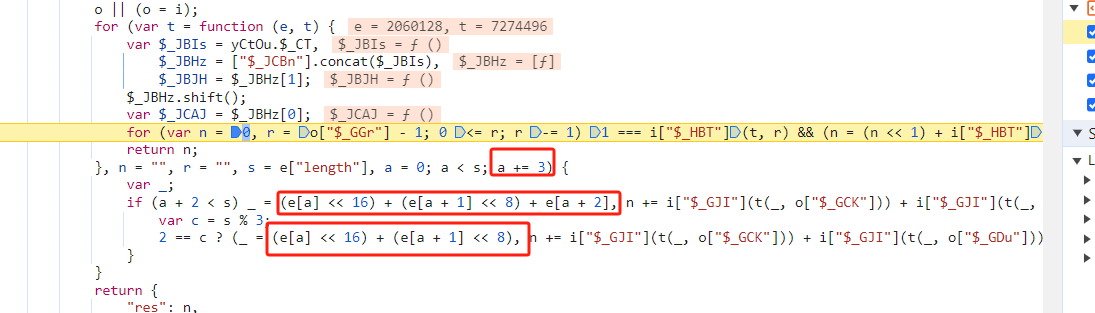 o || (o = i);
for (var t = function (e, t) { e = 2060128, t = 7274496
var $_JBIs = yCtOu.$_CT, $_JBIs = ƒ ()
$_JBHz = ["$_JCBn"].concat($_JBIs), $_JBHz = [ƒ]
$_JBJH = $_JBHz[1]; $_JBJH = ƒ ()
$_JBHz.shift();
var $_JCAJ = $_JBHz[0]; $_JCAJ = ƒ ()
for (var n = 0, r = o["$_GGr"] - 1; 0 <= r; r -= 1) 1 === i["$_HBT"](t, r) && (n = (n << 1) + i["$_HBT"]
return n;
}, n = "", r = "", s = e["length"], a = 0; a < s; a += 3) {
var _;
if (a + 2 < s) _ = (e[a] << 16) + (e[a + 1] << 8) + e[a + 2], n += i["$_GJI"](t(_, o["$_GCK"])) + i["$_GJI"](t(_,
var c = s % 3;
2 == c ? (_ = (e[a] << 16) + (e[a + 1] << 8), n += i["$_GJI"](t(_, o["$_GCK"])) + i["$_GJI"](t(_, o["$_GDu"]))
}
}
return {
"res": n,